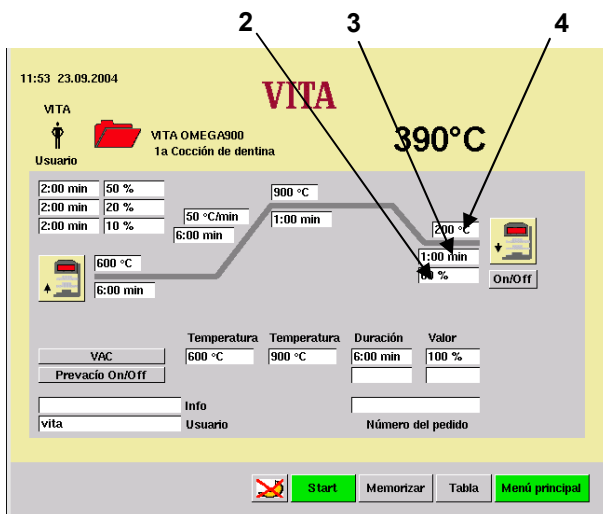 2 3 4
11:53 23.09.2004
VITA
VITA
390°C
VITA OMEGA900
1a Cocción de dentina
Usuario
2:00 min 50 %
2:00 min 20 %
2:00 min 10 %
50 °C/min
6:00 min
900 °C
1:00 min
200 °C
1:00 min
%
On/Off
600 °C
6:00 min
Temperatura Temperatura Duración Valor
VAC 600 °C 900 °C 6:00 min 100 %
Prevacío On/Off
Info
vita Usuario Número del pedido
Start Memorizar Tabla Menú principal